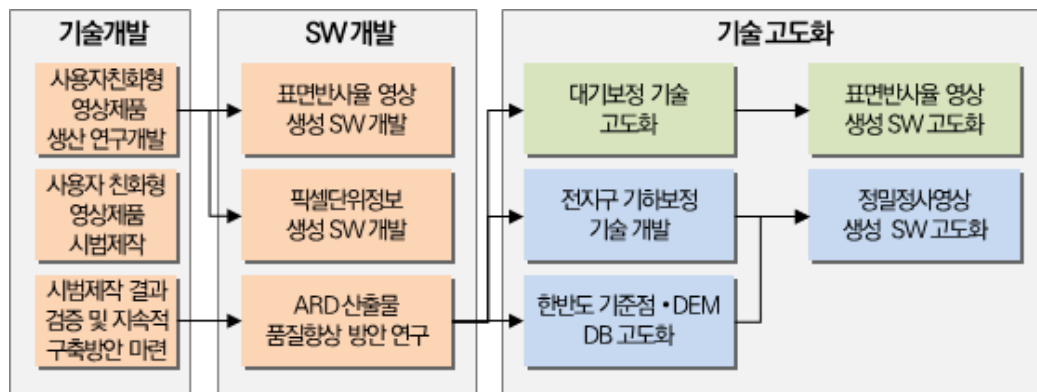 기술개발
사용자친화형
영상제품
생산 연구개발
사용자 친화형
영상제품
시범제작
시범제작 결과
검증 및 지속적
구축방안 마련
SW 개발
표면반사율 영상
생성 SW 개발
픽셀단위정보
생성 SW 개발
ARD 산출물
품질향상 방안 연구
기술 고도화
대기보정 기술
고도화
표면반사율 영상
생성 SW 고도화
전지구 기하보정
기술 개발
정밀정사영상
생성 SW 고도화
한반도 기준점•DEM
DB 고도화